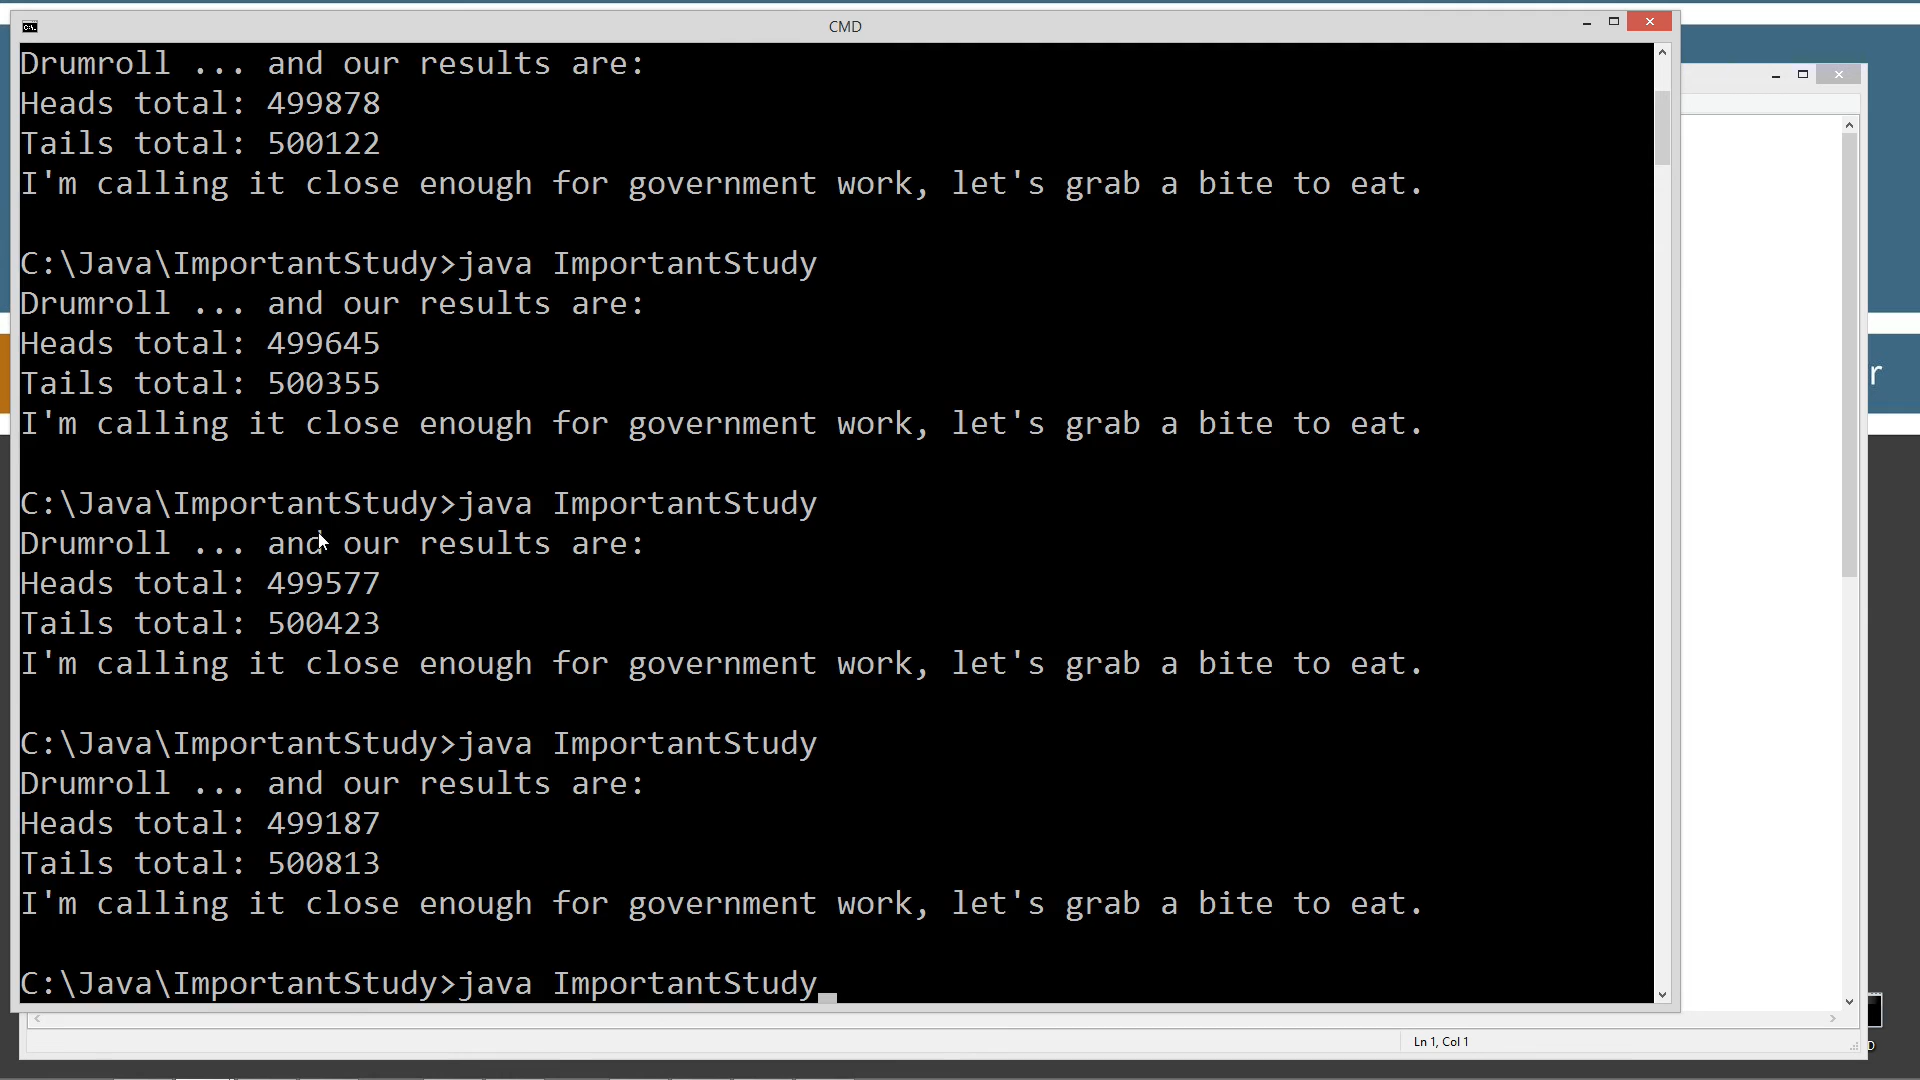 CMD
Drumroll ... and our results are:
Heads total: 499878
Tails total: 500122
I'm calling it close enough for government work, let's grab a bite to eat.
C:\Java\ImportantStudy>java ImportantStudy
Drumroll ... and our results are:
Heads total: 499645
Tails total: 500355
I'm calling it close enough for government work, let's grab a bite to eat.
C:\Java\ImportantStudy>java ImportantStudy
Drumroll ... and our results are:
Heads total: 499577
Tails total: 500423
I'm calling it close enough for government work, let's grab a bite to eat.
C:\Java\ImportantStudy>java ImportantStudy
Drumroll ... and our results are:
Heads total: 499187
Tails total: 500813
I'm calling it close enough for government work, let's grab a bite to eat.
C:\Java\ImportantStudy>java ImportantStudy
r
D
Ln 1, Col 1